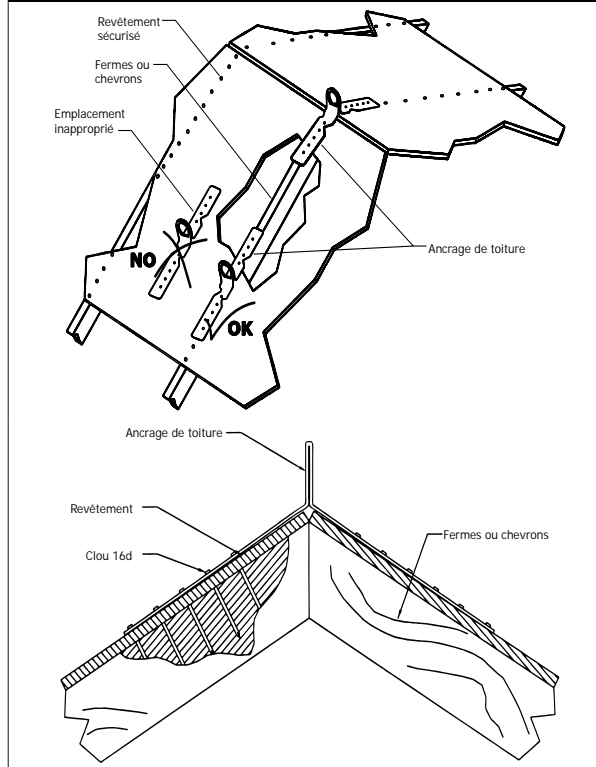 Revêtement
sécurisé
Fermes ou
chevrons
Emplacement
inapproprié
NO
OK
Ancrage de toiture
Ancrage de toiture
Revêtement
Clou 16d
Fermes ou chevrons